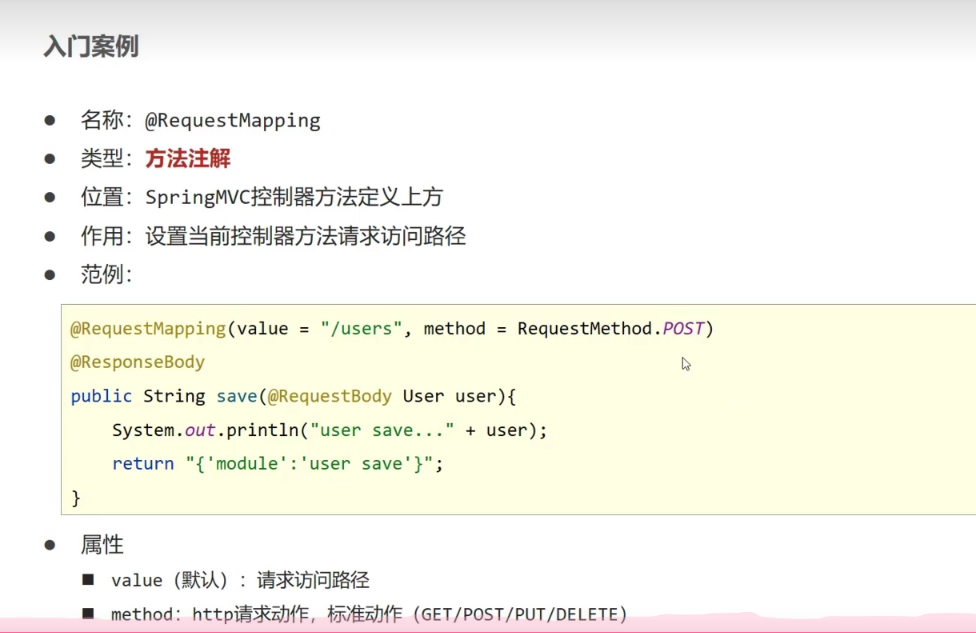 入门案例
● 名称：@RequestMapping
● 类型：方法注解
● 位置：SpringMVC控制器方法定义上方
● 作用：设置当前控制器方法请求访问路径
● 范例：
@RequestMapping(value = "/users", method = RequestMethod.POST)
@ResponseBody
public String save(@RequestBody User user){
    System.out.println("user save..." + user);
    return "{'module':'user save'}";
}
● 属性
■ value（默认）：请求访问路径
■ method：http请求动作，标准动作（GET/POST/PUT/DELETE）